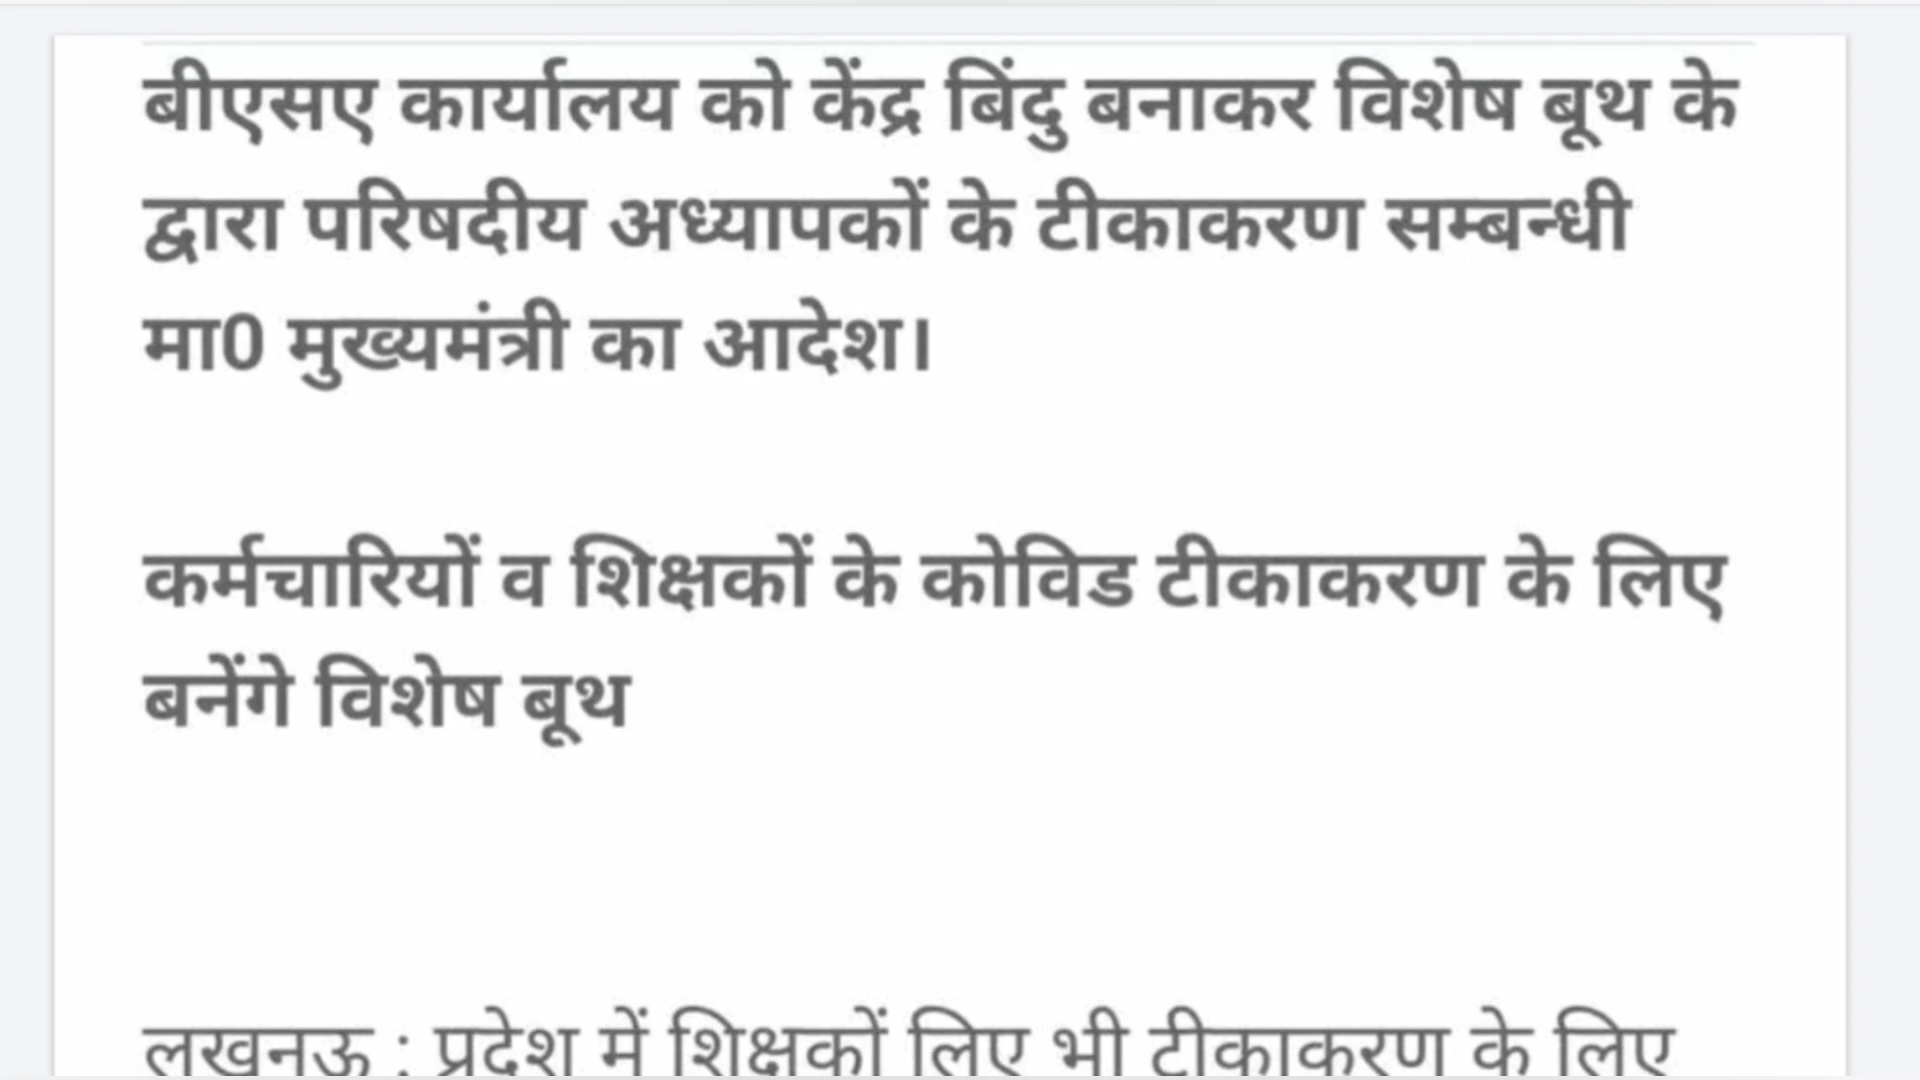 बीएसए कार्यालय को केंद्र बिंदु बनाकर विशेष बूथ के
द्वारा परिषदीय अध्यापकों के टीकाकरण सम्बन्धी
मा0 मुख्यमंत्री का आदेश।
कर्मचारियों व शिक्षकों के कोविड टीकाकरण के लिए
बनेंगे विशेष बूथ
लखनऊ : प्रदेश में शिक्षकों लिए भी टीकाकरण के लिए